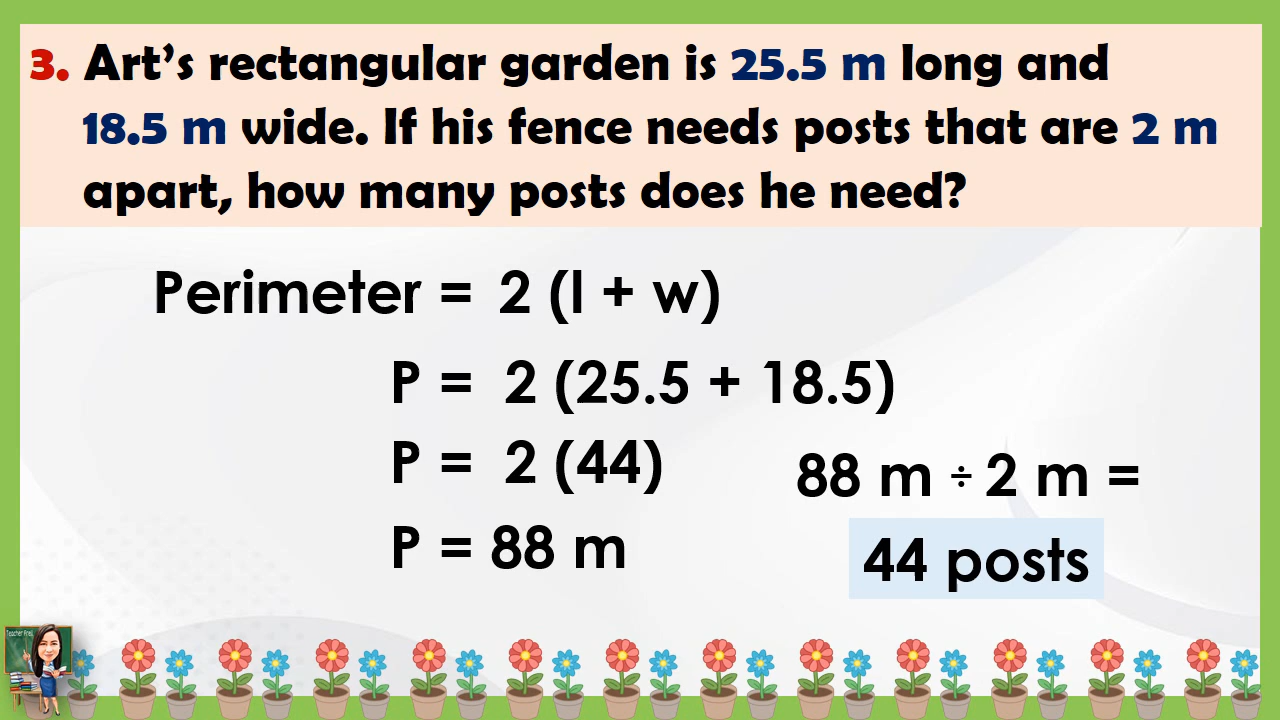 3. Art's rectangular garden is 25.5 m long and
18.5 m wide. If his fence needs posts that are 2 m
apart, how many posts does he need?
Perimeter = 2 (l + w)
P = 2 (25.5 + 18.5)
P = 2 (44)
P = 88 m
88 m ÷ 2 m =
44 posts